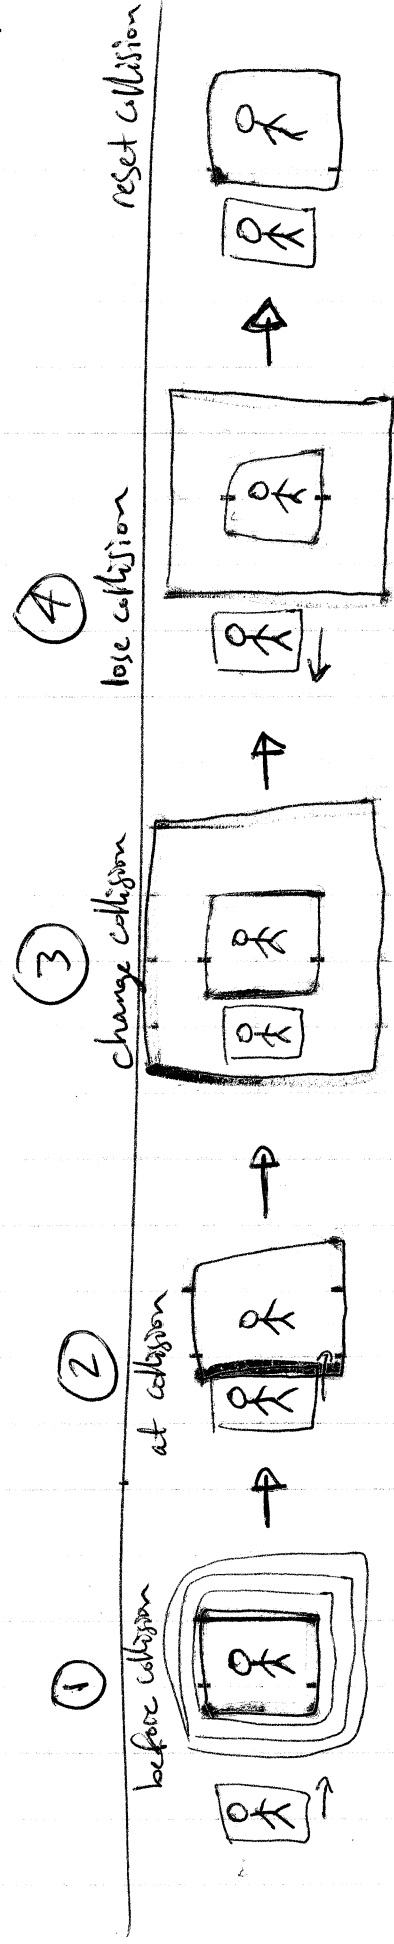 ①
before collision
②
at collision
③
change collision
④
lose collision
reset collision